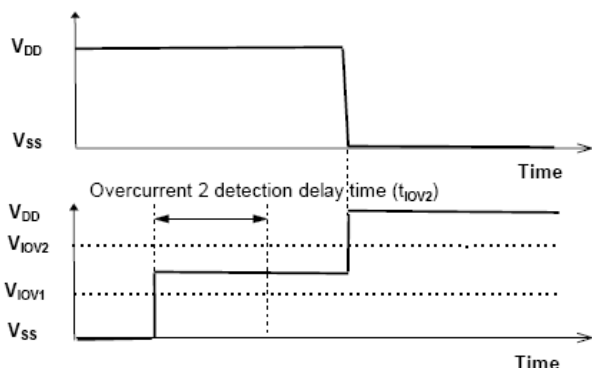 VDD
VSS
Time
Overcurrent 2 detection delay time (tIOV2)
VDD
VIOV2
VIOV1
VSS
Time